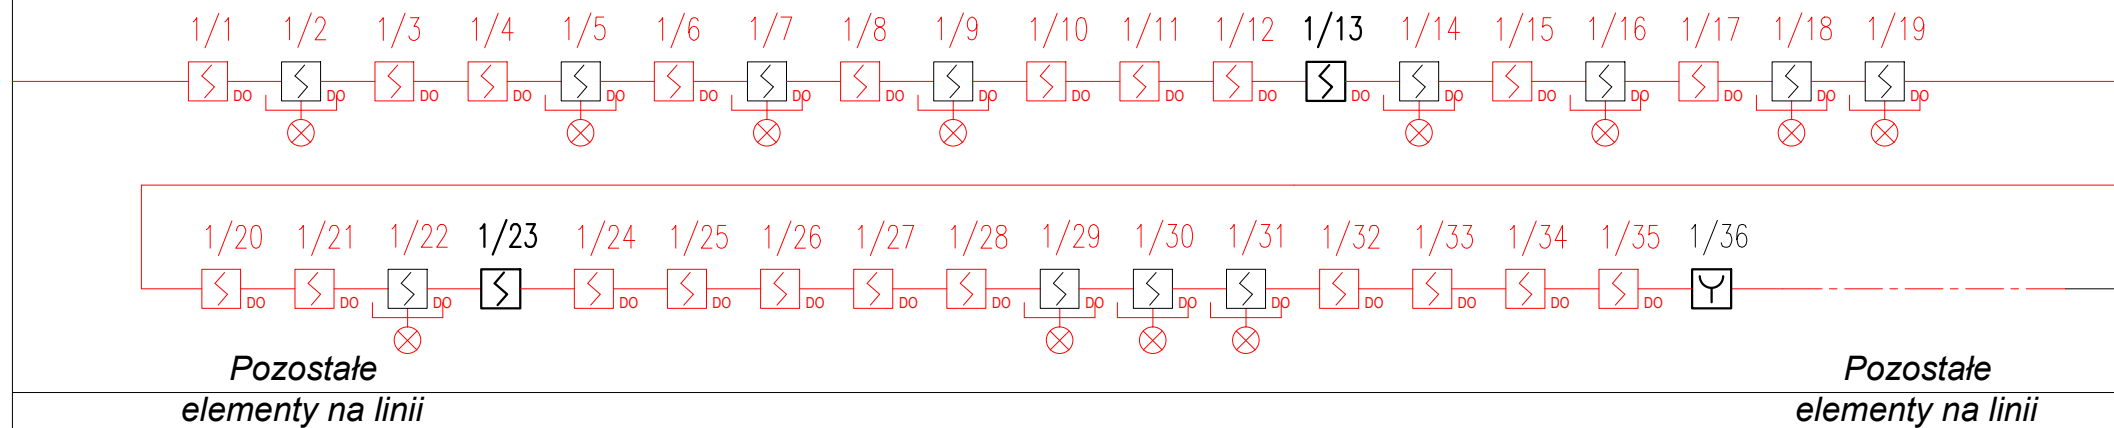 1/1 1/2 1/3 1/4 1/5 1/6 1/7 1/8 1/9 1/10 1/11 1/12 1/13 1/14 1/15 1/16 1/17 1/18 1/19
DO DO DO DO DO DO DO DO DO DO DO DO DO DO DO DO DO DO DO
1/20 1/21 1/22 1/23 1/24 1/25 1/26 1/27 1/28 1/29 1/30 1/31 1/32 1/33 1/34 1/35 1/36
DO DO DO DO DO DO DO DO DO DO DO DO DO DO DO
Pozostałe
elementy na linii
Pozostałe
elementy na linii